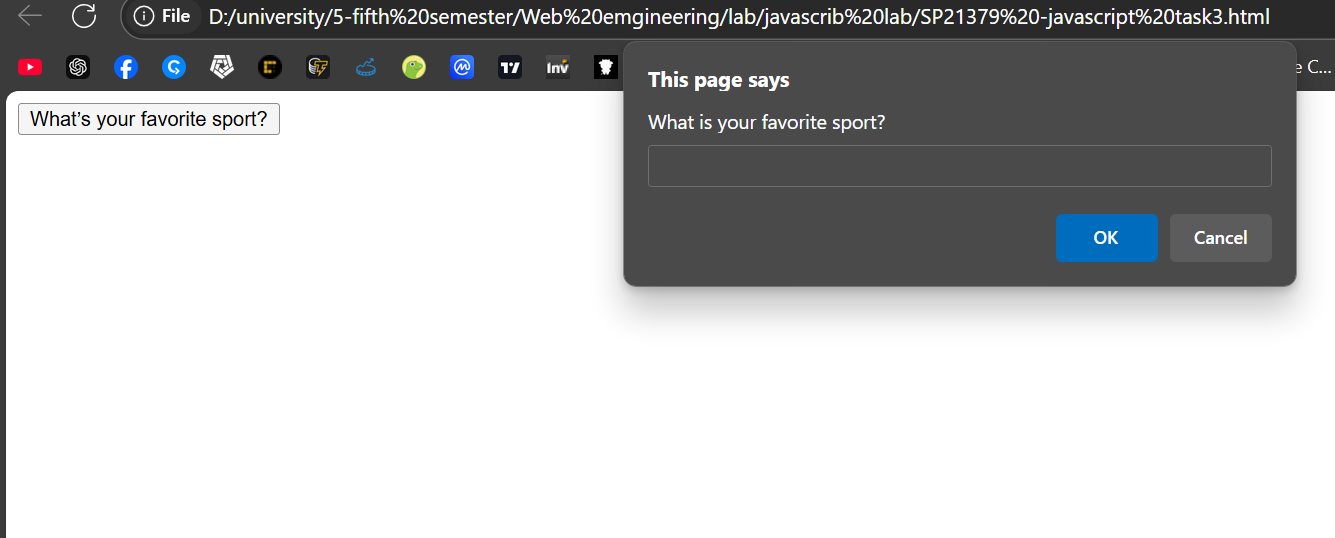 File D:/university/5-fifth%20semester/Web%20emgineering/lab/javascrib%20lab/SP21379%20-javascript%20task3.html
Inv
e C...
This page says
What is your favorite sport?
What's your favorite sport?
OK
Cancel